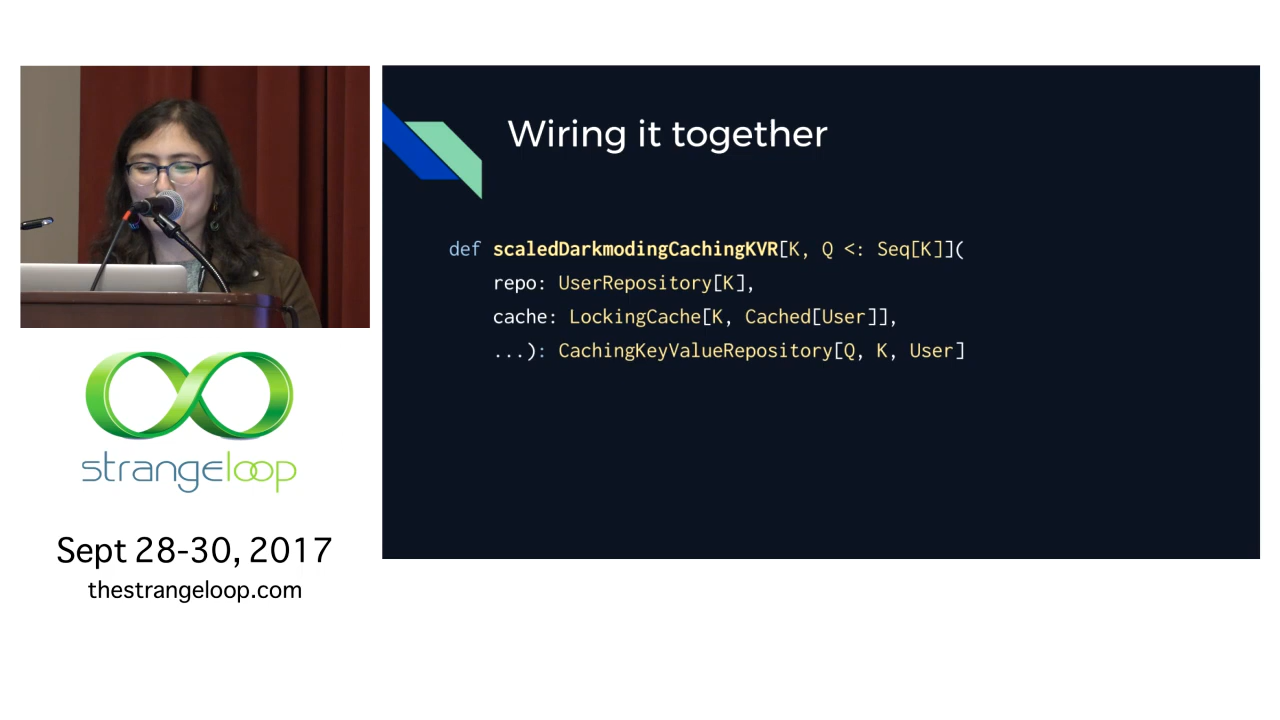 Wiring it together
def scaledDarkmodingCachingKVR[K, Q <: Seq[K]](
repo: UserRepository[K],
cache: LockingCache[K, Cached[User]],
...): CachingKeyValueRepository[Q, K, User]
strangeloop
Sept 28-30, 2017
thestrangeloop.com